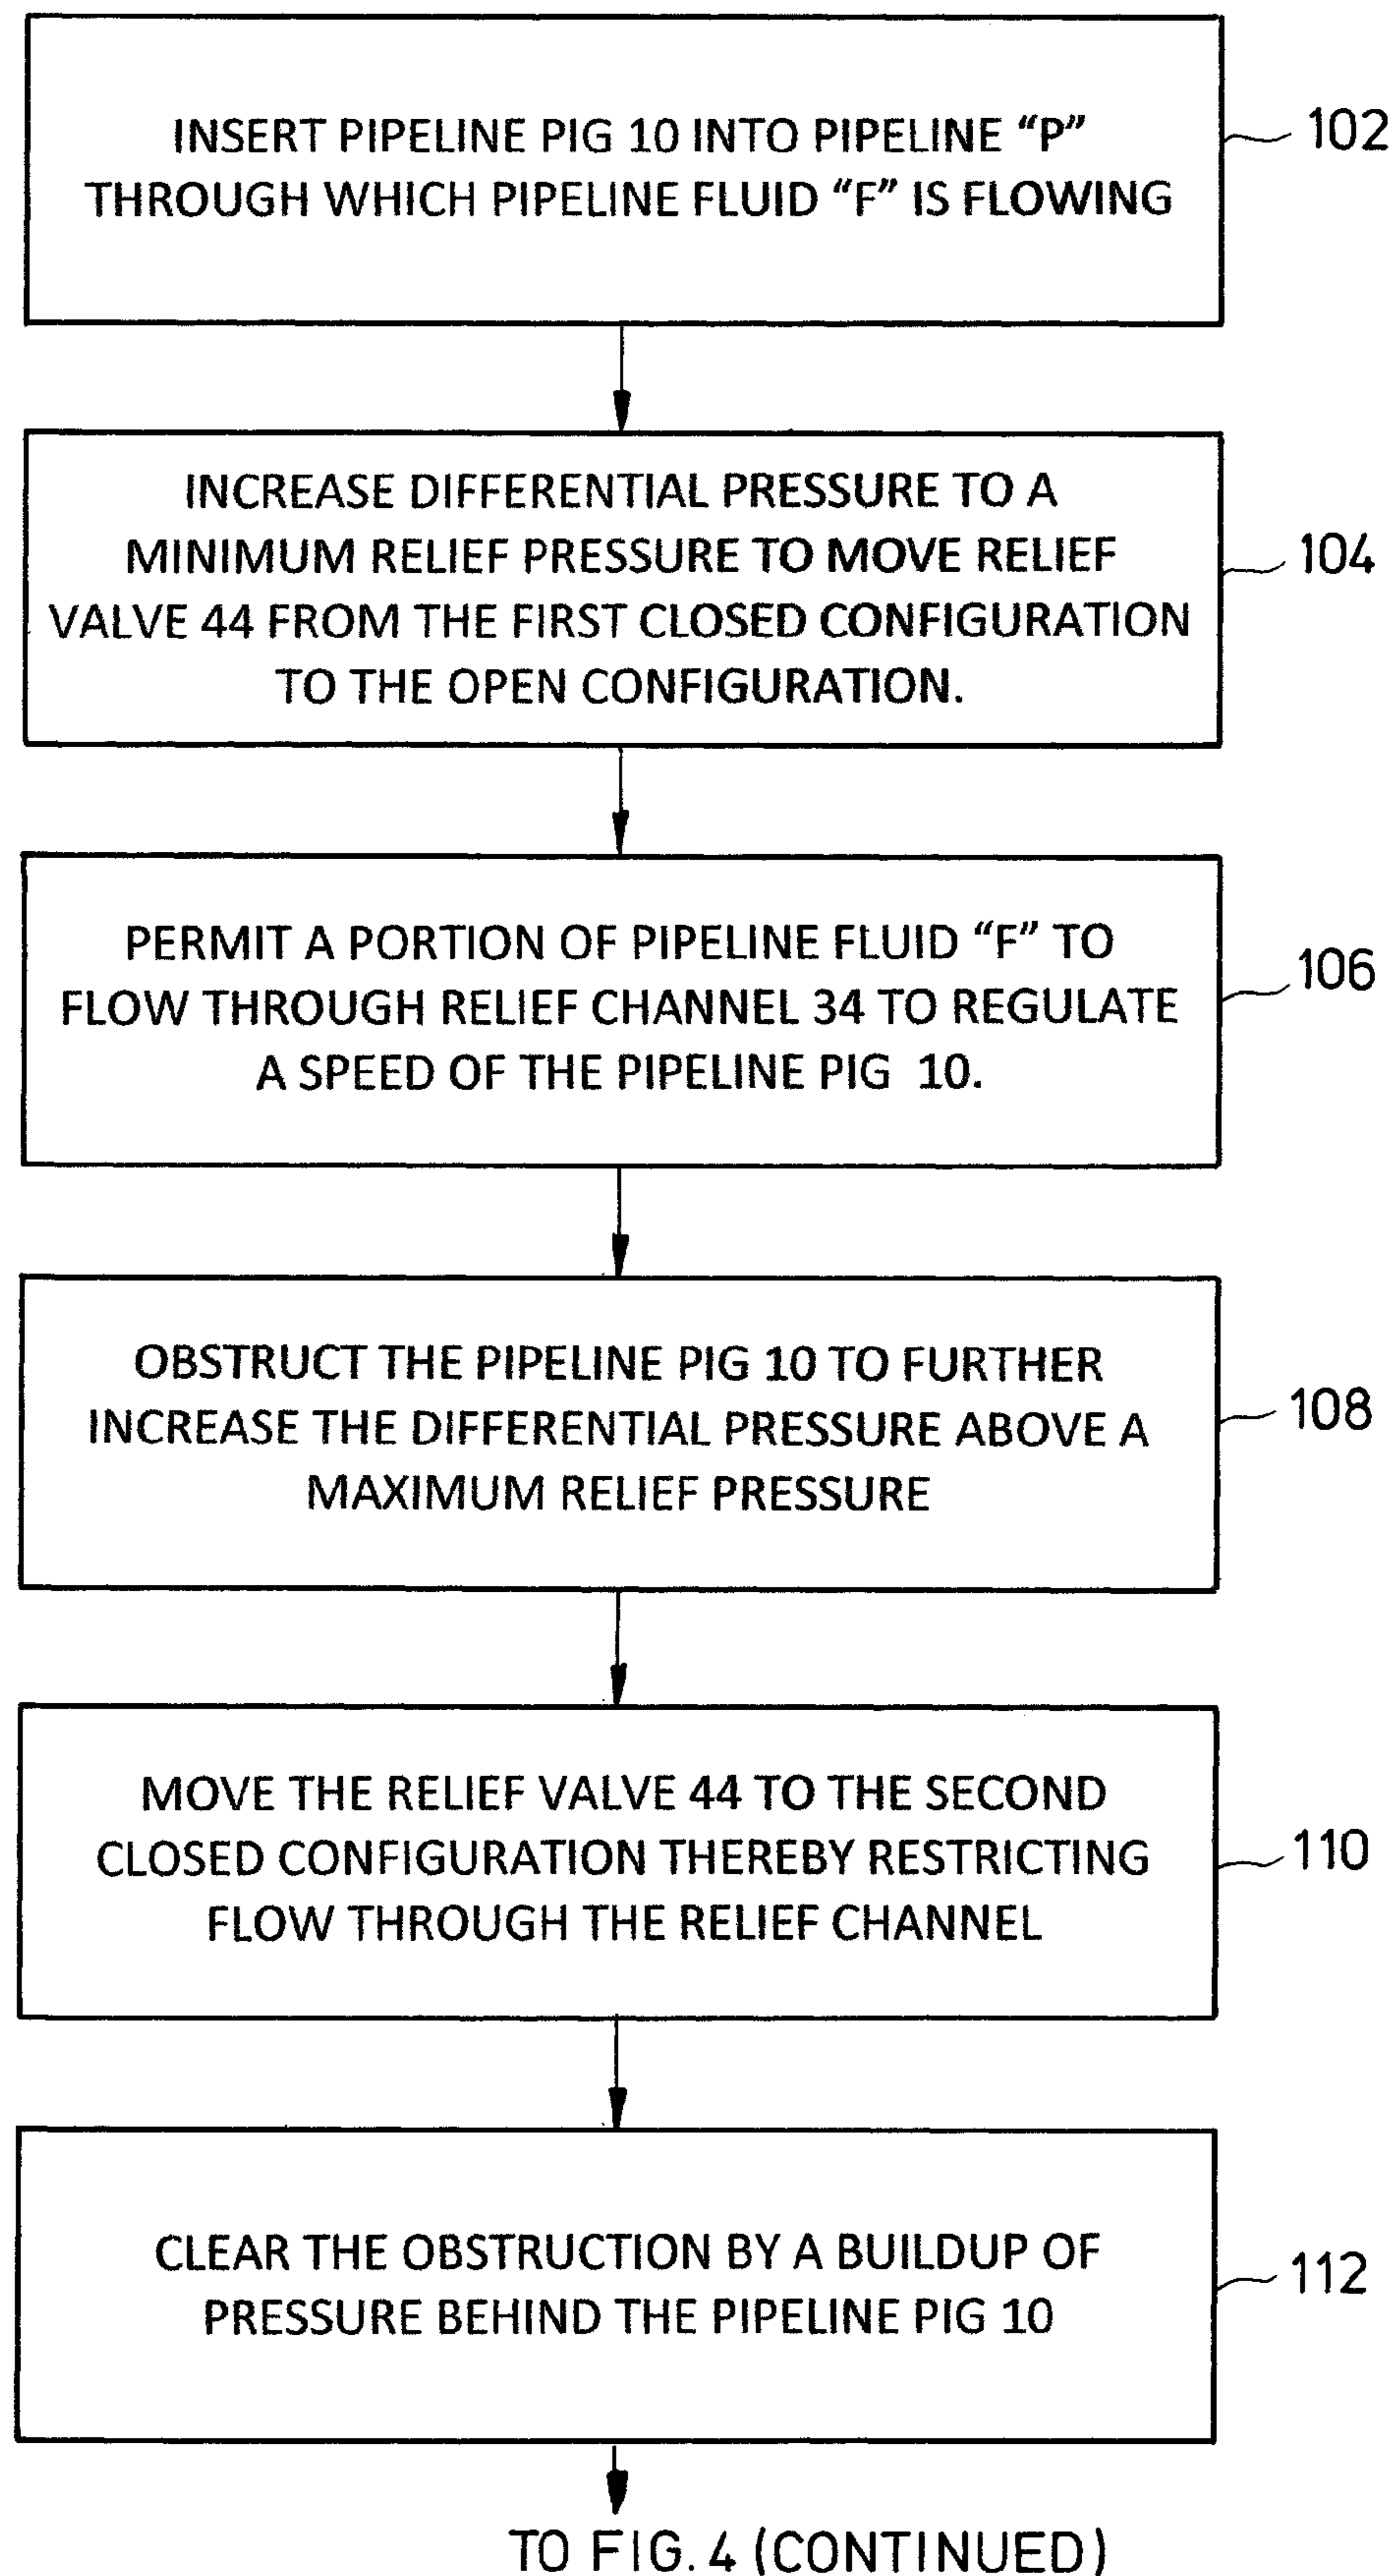 INSERT PIPELINE PIG 10 INTO PIPELINE “P”
THROUGH WHICH PIPELINE FLUID “F” IS FLOWING
102
INCREASE DIFFERENTIAL PRESSURE TO A
MINIMUM RELIEF PRESSURE TO MOVE RELIEF
VALVE 44 FROM THE FIRST CLOSED CONFIGURATION
TO THE OPEN CONFIGURATION.
104
PERMIT A PORTION OF PIPELINE FLUID “F” TO
FLOW THROUGH RELIEF CHANNEL 34 TO REGULATE
A SPEED OF THE PIPELINE PIG 10.
106
OBSTRUCT THE PIPELINE PIG 10 TO FURTHER
INCREASE THE DIFFERENTIAL PRESSURE ABOVE A
MAXIMUM RELIEF PRESSURE
108
MOVE THE RELIEF VALVE 44 TO THE SECOND
CLOSED CONFIGURATION THEREBY RESTRICTING
FLOW THROUGH THE RELIEF CHANNEL
110
CLEAR THE OBSTRUCTION BY A BUILDUP OF
PRESSURE BEHIND THE PIPELINE PIG 10
112
TO FIG. 4 (CONTINUED)